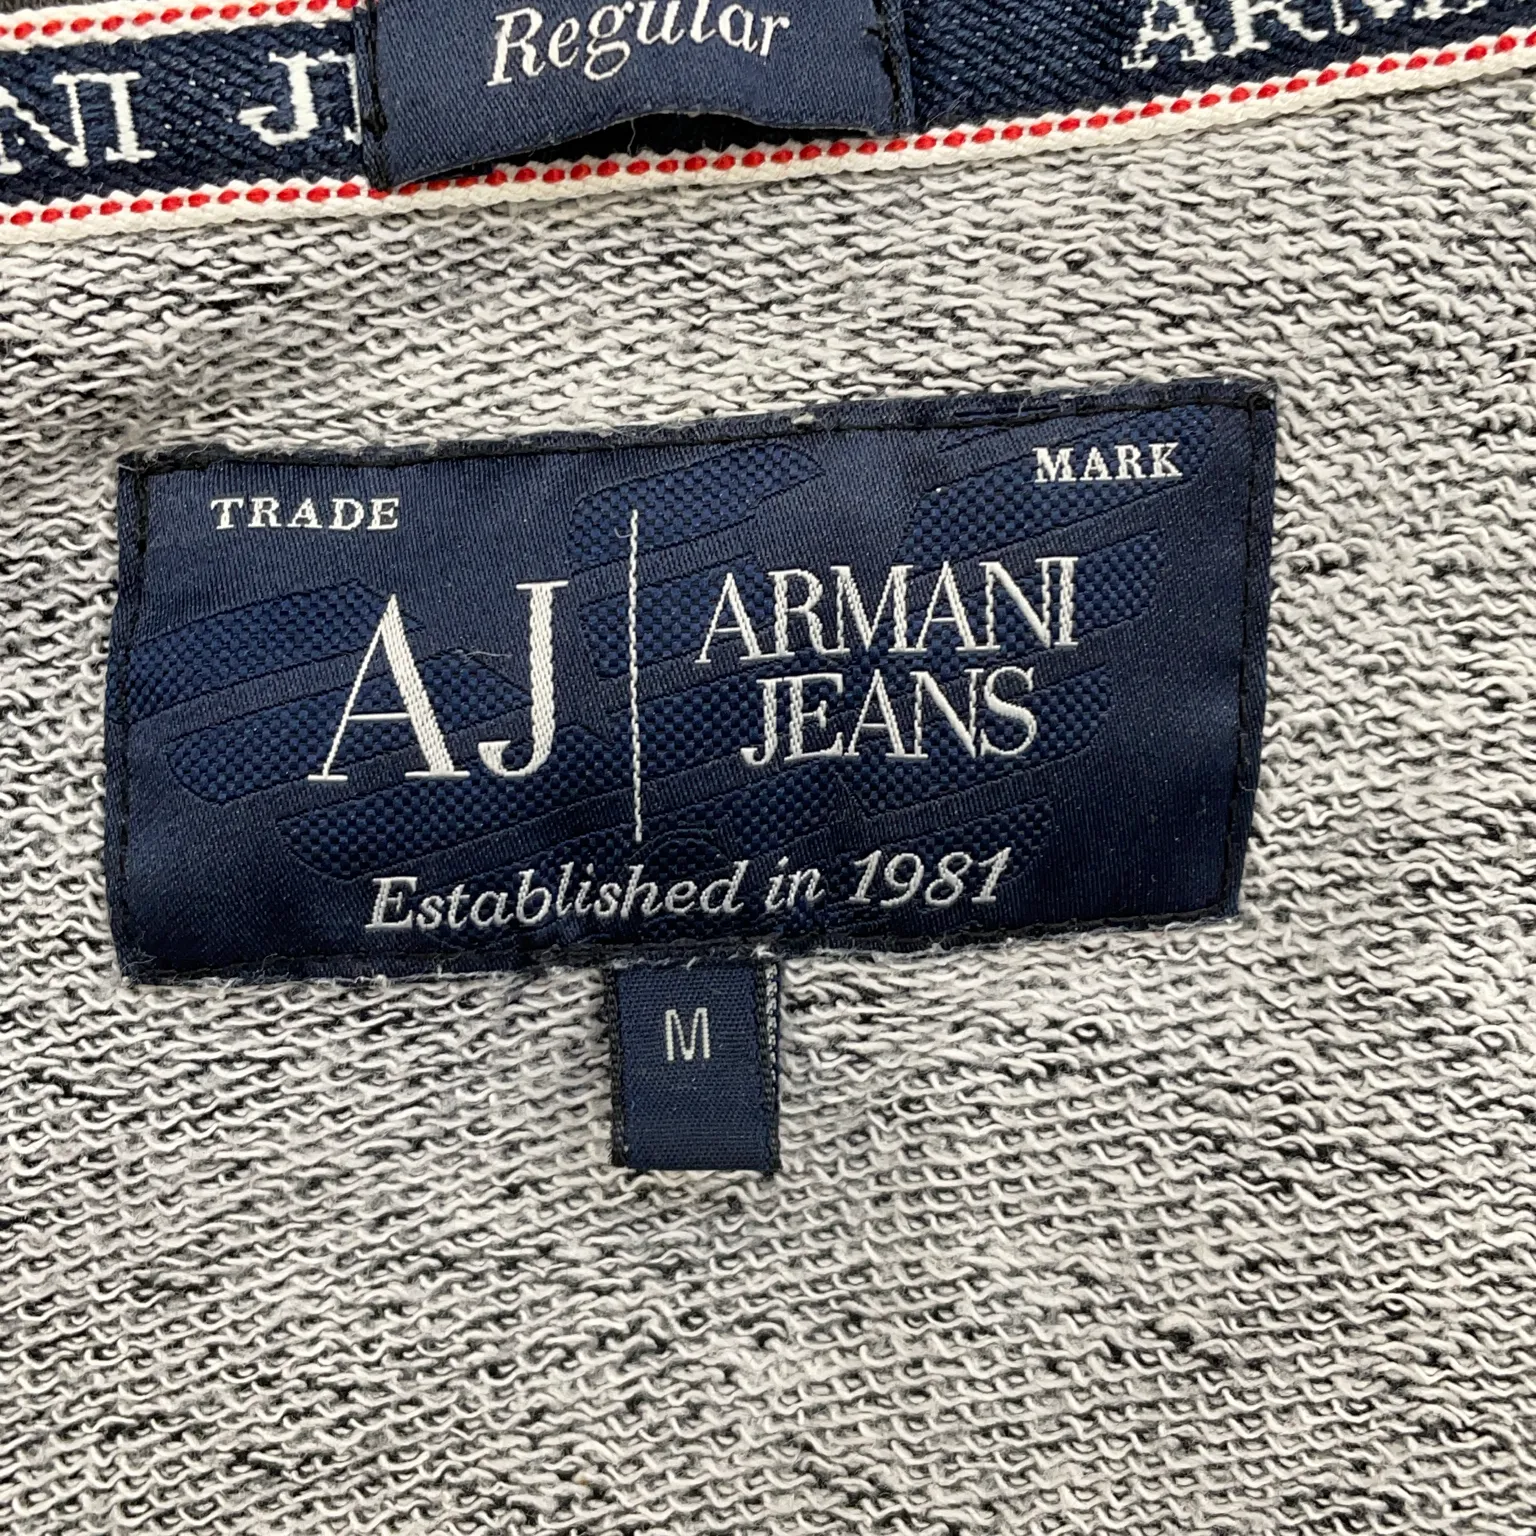 Regular
TRADE MARK
AJ
ARMANI
JEANS
Established in 1981
M